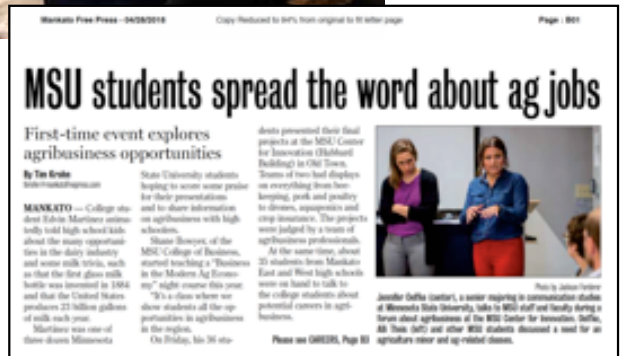 Mankato Free Press - 04/28/2018
Copy Reduced to 94% from original to fit letter page
Page : B01
MSU students spread the word about ag jobs
First-time event explores
agribusiness opportunities
By Tim Krohn
MANKATO — College stu-
dent Edvin Martinez anima-
tedly told high school kids
about the many opportuni-
ties in the dairy industry
and some milk trivia, such
as that the first glass milk
bottle was invented in 1884
and that the United States
produces 23 billion gallons
of milk each year.
Martinez was one of
three dozen Minnesota
State University students
hoping to score some praise
for their presentations
and to share information
on agribusiness with high
schoolers.
Shane Bowyer, of the
MSU College of Business,
started teaching a "Business
in the Modern Ag Econo-
my" night course this year.
"It's a class where we
show students all the op-
portunities in agribusiness
in the region.
On Friday, his 36 stu-
dents presented their final
projects at the MSU Center
for Innovation (Hubbard
Building) in Old Town.
Teams of two had displays
on everything from bee-
keeping, pork and poultry
to drones, aquaponics and
crop insurance. The projects
were judged by a team of
agribusiness professionals.
At the same time, about
35 students from Mankato
East and West high schools
were on hand to talk to
the college students about
potential careers in agri-
business.
Please see CAREERS, Page B3
Photo by Jackson Forderer
Jennifer (center), a senior majoring in communication studies
at Minnesota State University, talks to MSU staff and faculty during a
forum about agribusiness at the MSU Center for Innovation.
Alli Thom (left) and other MSU students discussed a need for an
agriculture minor and ag-related classes.